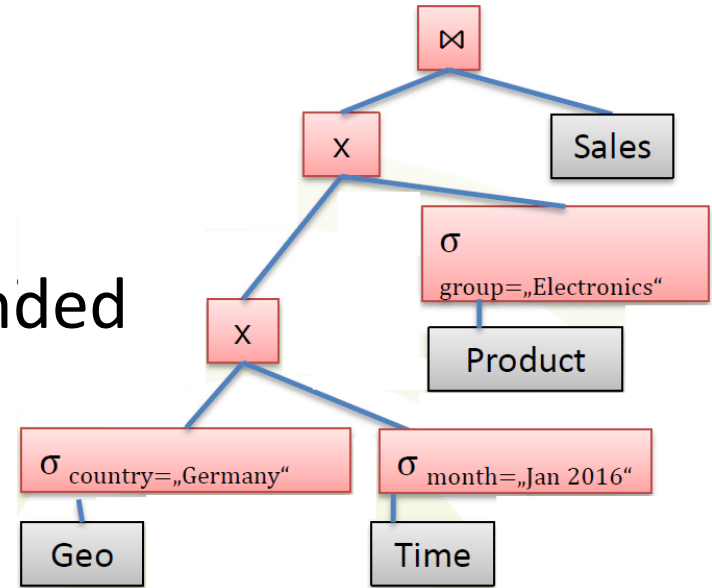 ⋈
x
Sales
σ
group=„Electronics“
nded
x
Product
σ country=„Germany“
σ month=„Jan 2016“
Geo
Time